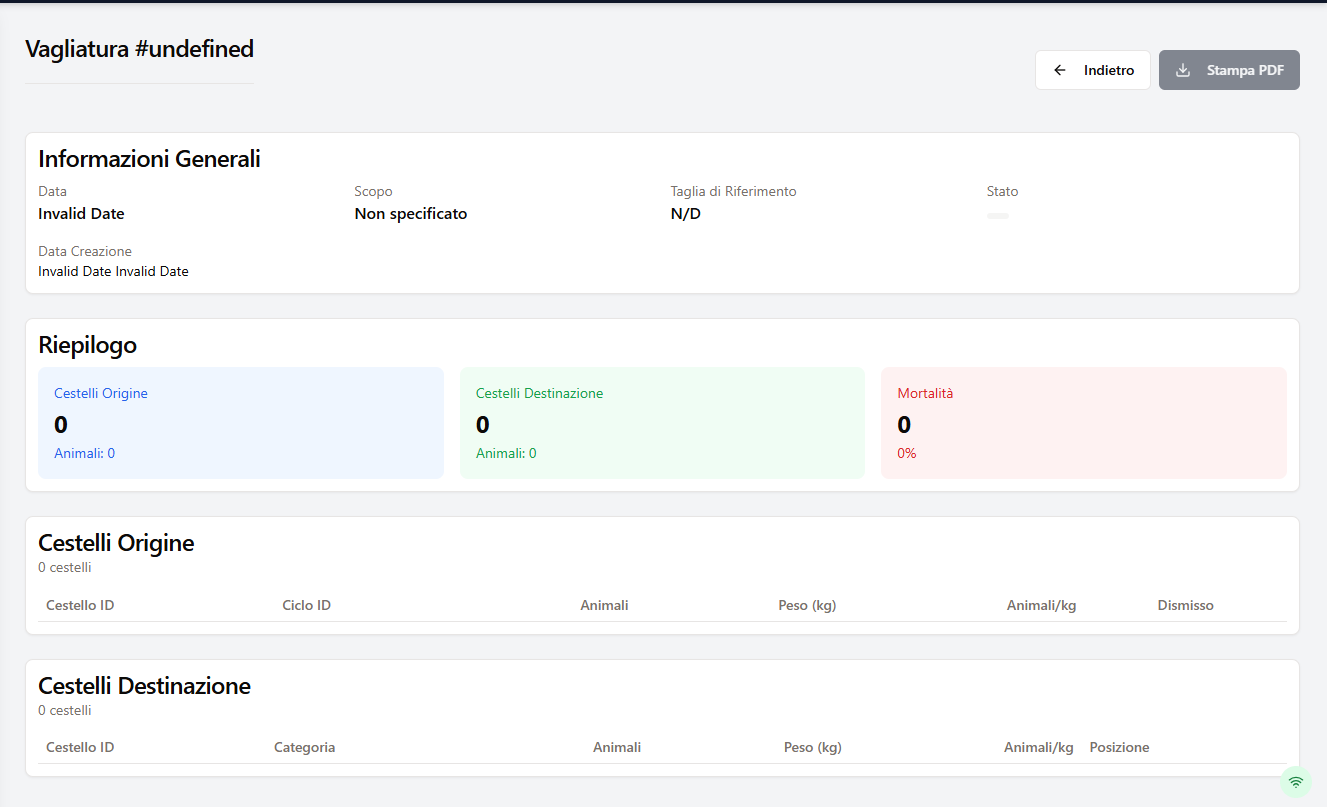 Vagliatura #undefined
Indietro
Stampa PDF
Informazioni Generali
Data
Scopo
Taglia di Riferimento
Stato
Invalid Date
Non specificato
N/D
Data Creazione
Invalid Date Invalid Date
Riepilogo
Cestelli Origine
0
Animali: 0
Cestelli Destinazione
0
Animali: 0
Mortalità
0
0%
Cestelli Origine
0 cestelli
Cestello ID Ciclo ID Animali Peso (kg) Animali/kg Dismisso
Cestelli Destinazione
0 cestelli
Cestello ID Categoria Animali Peso (kg) Animali/kg Posizione